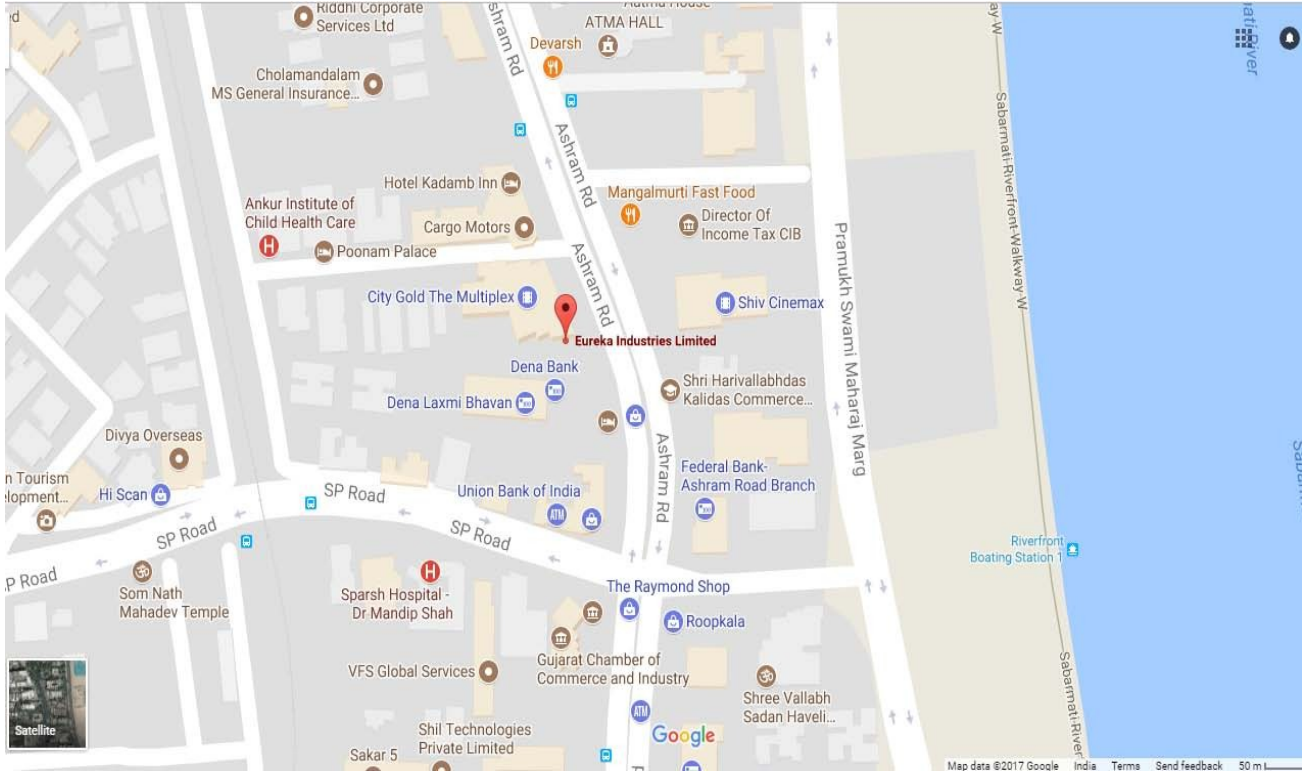 ed
Riddhi Corporate
Services Ltd
ATMA HALL
Devarsh
Cholamandalam
MS General Insurance...
Ashram Rd
Ashram Rd
Hotel Kadamb Inn
Mangalmurti Fast Food
Ankur Institute of
Child Health Care
Cargo Motors
Director Of
Income Tax CIB
Poonam Palace
Ashram Rd
City Gold The Multiplex
Shiv Cinemax
Pramukh Swami Maharaj Marg
Sabarmati Riverfront Walkway W
Eureka Industries Limited
Dena Bank
Shri Harivallabhdas
Kalidas Commerce...
Dena Laxmi Bhavan
Divya Overseas
Ashram Rd
Federal Bank-
Ashram Road Branch
n Tourism
elopment...
Hi Scan
SP Road
Union Bank of India
ATM
SP Road
SP Road
SP Road
Riverfront
Boating Station 1
Som Nath
Mahadev Temple
Sparsh Hospital -
Dr Mandip Shah
The Raymond Shop
Roopkala
VFS Global Services
Gujarat Chamber of
Commerce and Industry
Shree Vallabh
Sadan Haveli...
Sabarmati River
ATM
Satellite
Shil Technologies
Private Limited
Google
Sakar 5
Map data ©2017 Google India Terms Send feedback 50 m